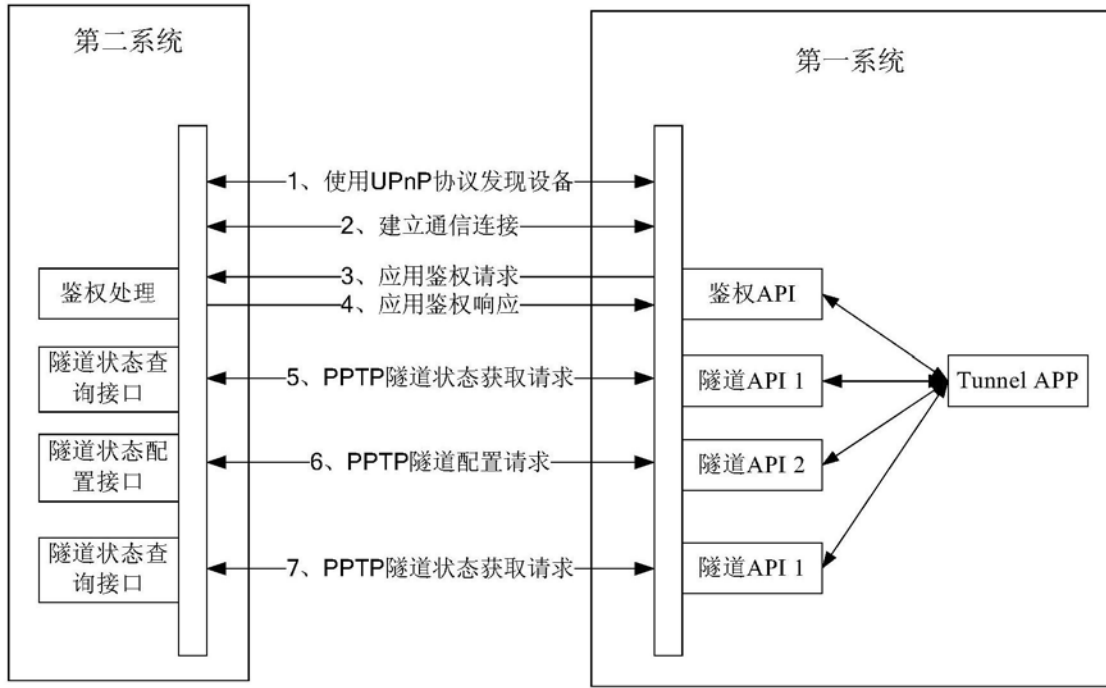 第二系统
第一系统
1、使用UPnP协议发现设备
2、建立通信连接
3、应用鉴权请求
鉴权处理
鉴权API
4、应用鉴权响应
隧道状态查
询接口
5、PPTP隧道状态获取请求
隧道API 1
Tunnel APP
隧道状态配
置接口
6、PPTP隧道配置请求
隧道API 2
隧道状态查
询接口
7、PPTP隧道状态获取请求
隧道API 1